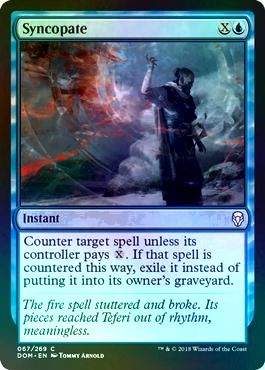 Syncopate X
Instant
Counter target spell unless its
controller pays X. If that spell is
countered this way, exile it instead of
putting it into its owner's graveyard.
The fire spell stuttered and broke. Its
pieces reached Teferi out of rhythm,
meaningless.
067/269 C
DOM • EN Tommy Arnold
™ & © 2018 Wizards of the Coast